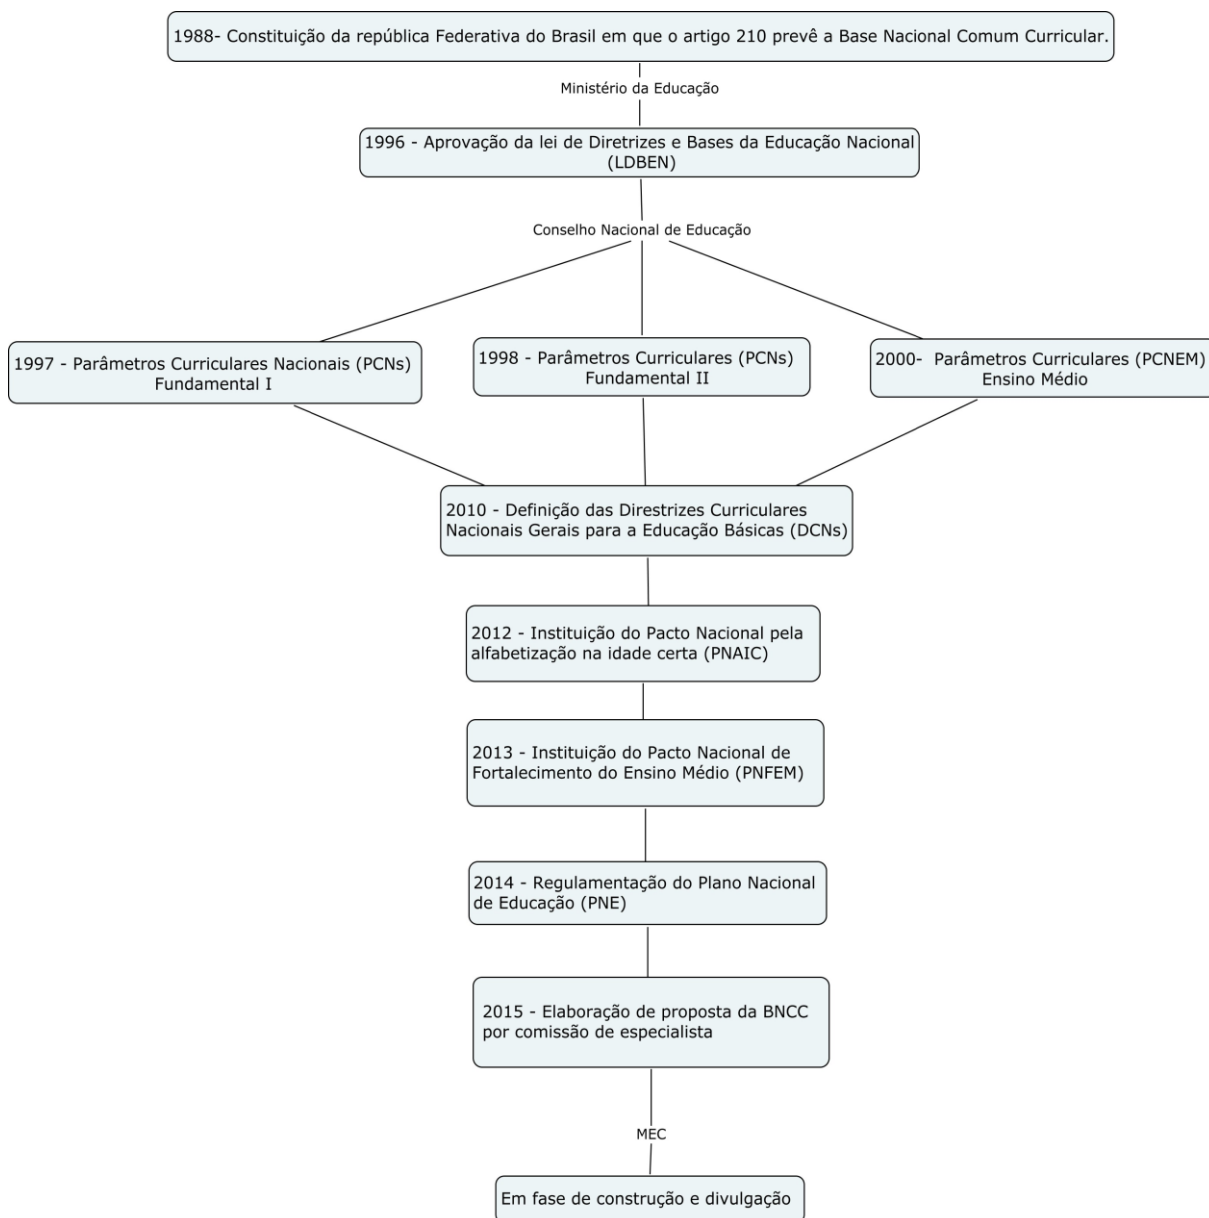 1988- Constituição da república Federativa do Brasil em que o artigo 210 prevê a Base Nacional Comum Curricular.
Ministério da Educação
1996 - Aprovação da lei de Diretrizes e Bases da Educação Nacional
(LDBEN)
Conselho Nacional de Educação
1997 - Parâmetros Curriculares Nacionais (PCNs)
Fundamental I
1998 - Parâmetros Curriculares (PCNs)
Fundamental II
2000-  Parâmetros Curriculares (PCNEM)
Ensino Médio
2010 - Definição das Direstrizes Curriculares
Nacionais Gerais para a Educação Básicas (DCNs)
2012 - Instituição do Pacto Nacional pela
alfabetização na idade certa (PNAIC)
2013 - Instituição do Pacto Nacional de
Fortalecimento do Ensino Médio (PNFEM)
2014 - Regulamentação do Plano Nacional
de Educação (PNE)
2015 - Elaboração de proposta da BNCC
por comissão de especialista
MEC
Em fase de construção e divulgação